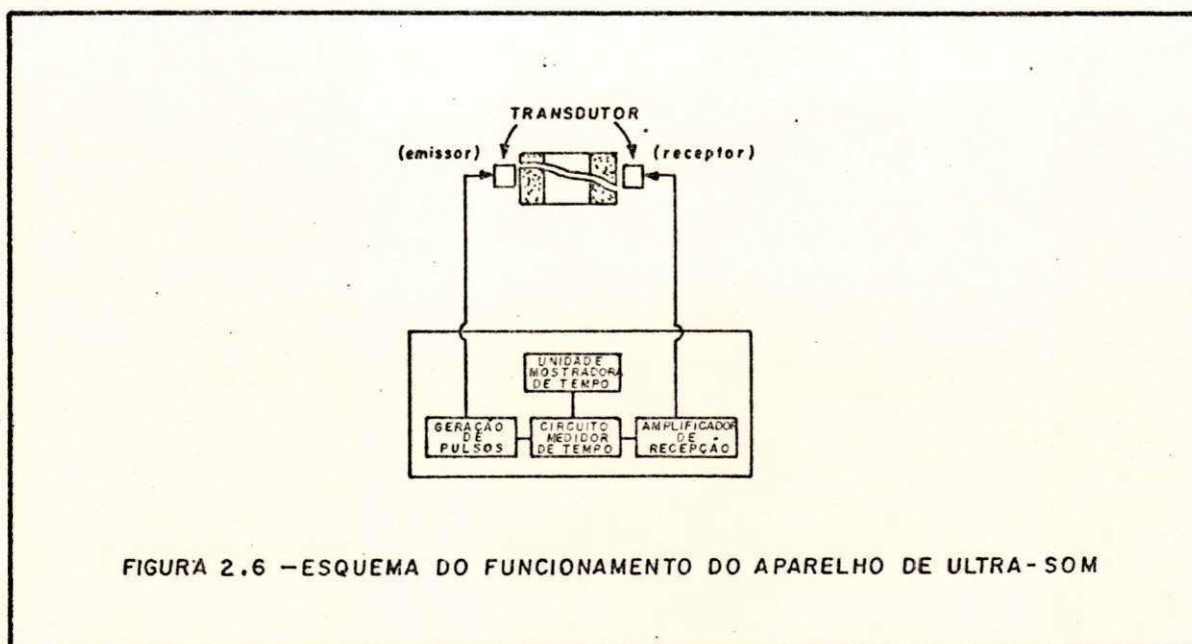 TRANSDUTOR
(emissor) (receptor)
UNIDADE
MOSTRADORA
DE TEMPO
GERAÇÃO
DE
PULSOS
CIRCUITO
MEDIDOR
DE TEMPO
AMPLIFICADOR
DE
RECEPÇÃO
FIGURA 2.6 —ESQUEMA DO FUNCIONAMENTO DO APARELHO DE ULTRA-SOM